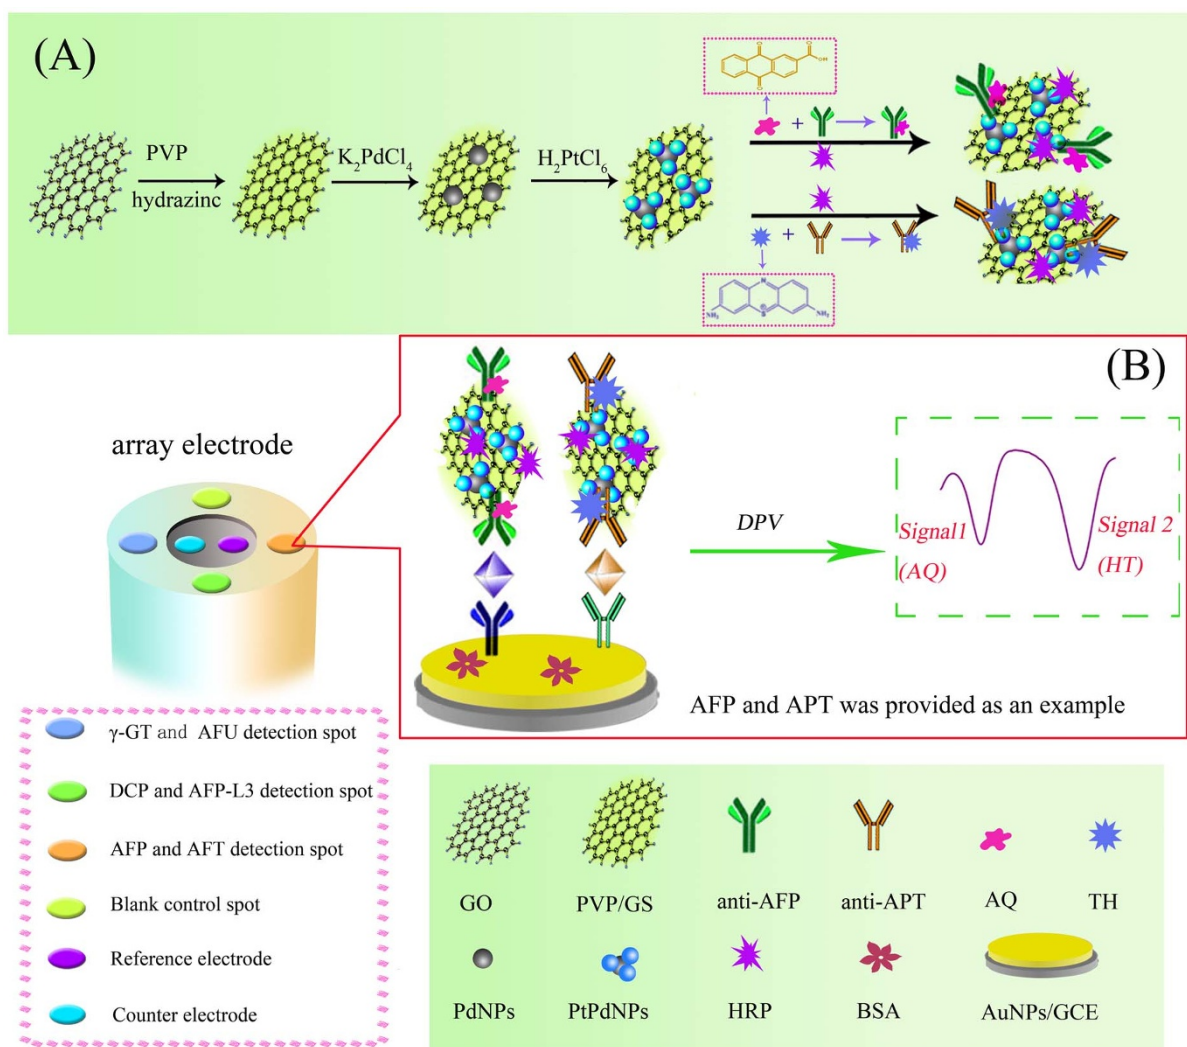 (A)
PVP
hydrazinc
K2PdCl4
H2PtCl6
O
O
O
OH
+
+
N
S
NH2
NH2
(B)
array electrode
DPV
Signal1
(AQ)
Signal 2
(HT)
AFP and APT was provided as an example
γ-GT and AFU detection spot
DCP and AFP-L3 detection spot
AFP and AFT detection spot
Blank control spot
Reference electrode
Counter electrode
GO
PVP/GS
anti-AFP
anti-APT
AQ
TH
PdNPs
PtPdNPs
HRP
BSA
AuNPs/GCE